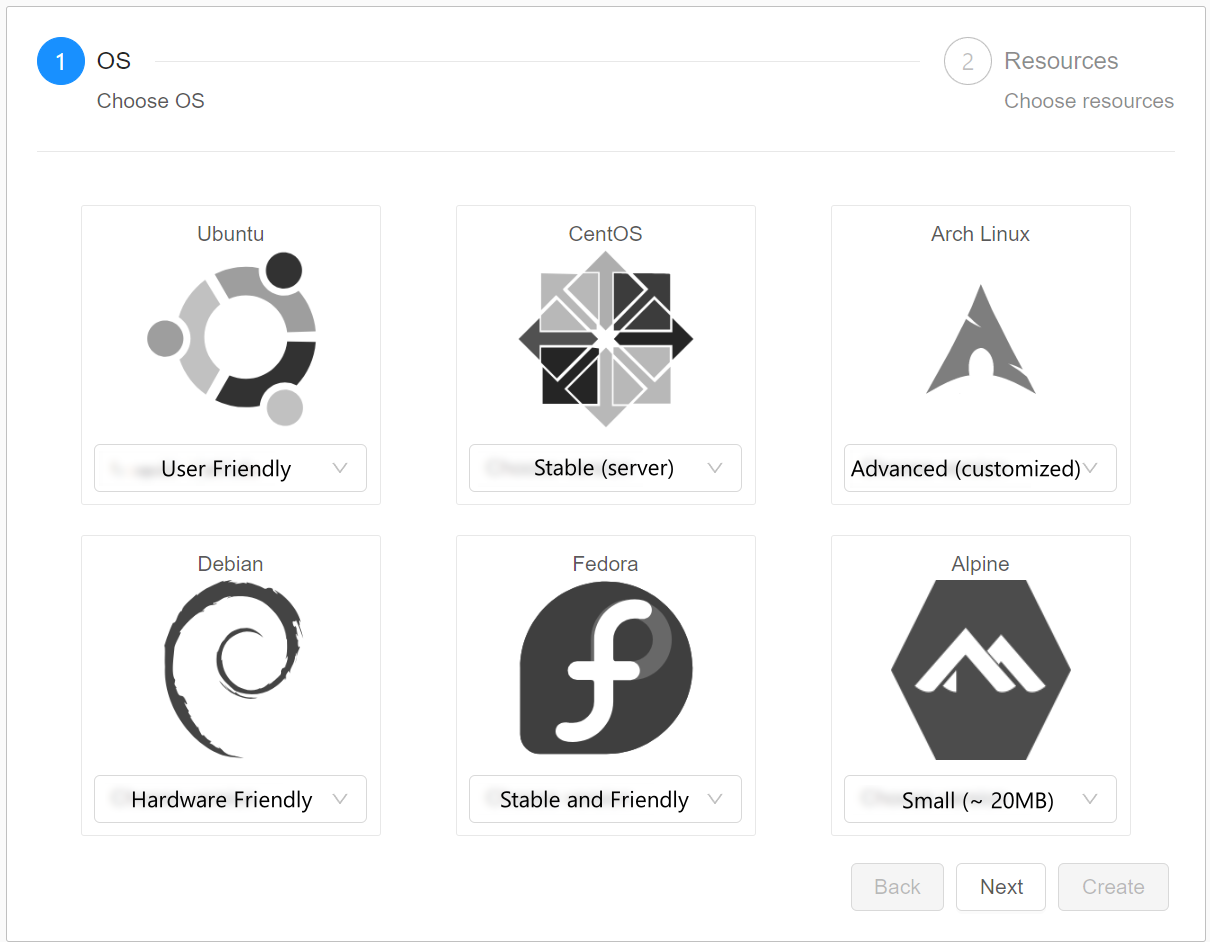 1 OS
2 Resources
Choose OS
Choose resources
Ubuntu
CentOS
Arch Linux
User Friendly
Stable (server)
Advanced (customized)
Debian
Fedora
Alpine
Hardware Friendly
Stable and Friendly
Small (~ 20MB)
Back
Next
Create